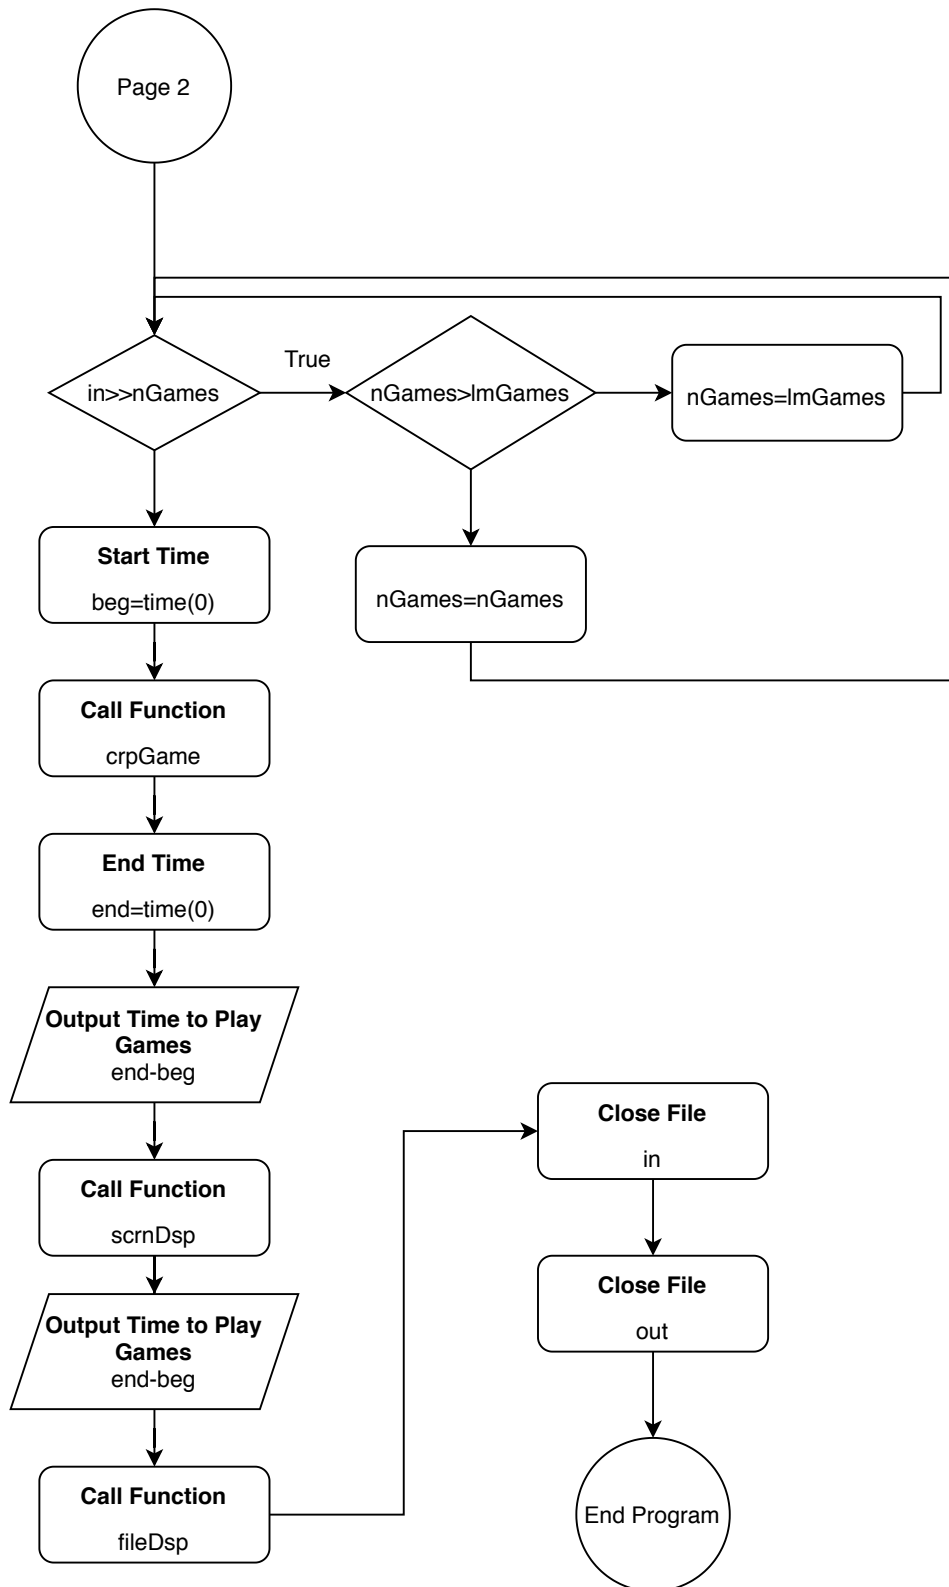 Page 2
in>>nGames
True
nGames>lmGames
nGames=lmGames
nGames=nGames
Start Time
beg=time(0)
Call Function
crpGame
End Time
end=time(0)
Output Time to Play
Games
end-beg
Call Function
scrnDsp
Output Time to Play
Games
end-beg
Call Function
fileDsp
Close File
in
Close File
out
End Program